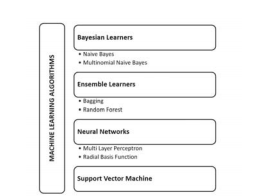 MACHINE LEARNING ALGORITHMS
Bayesian Learners
• Naive Bayes
• Multinomial Naive Bayes
Ensemble Learners
• Bagging
• Random Forest
Neural Networks
• Multi Layer Perceptron
• Radial Basis Function
Support Vector Machine